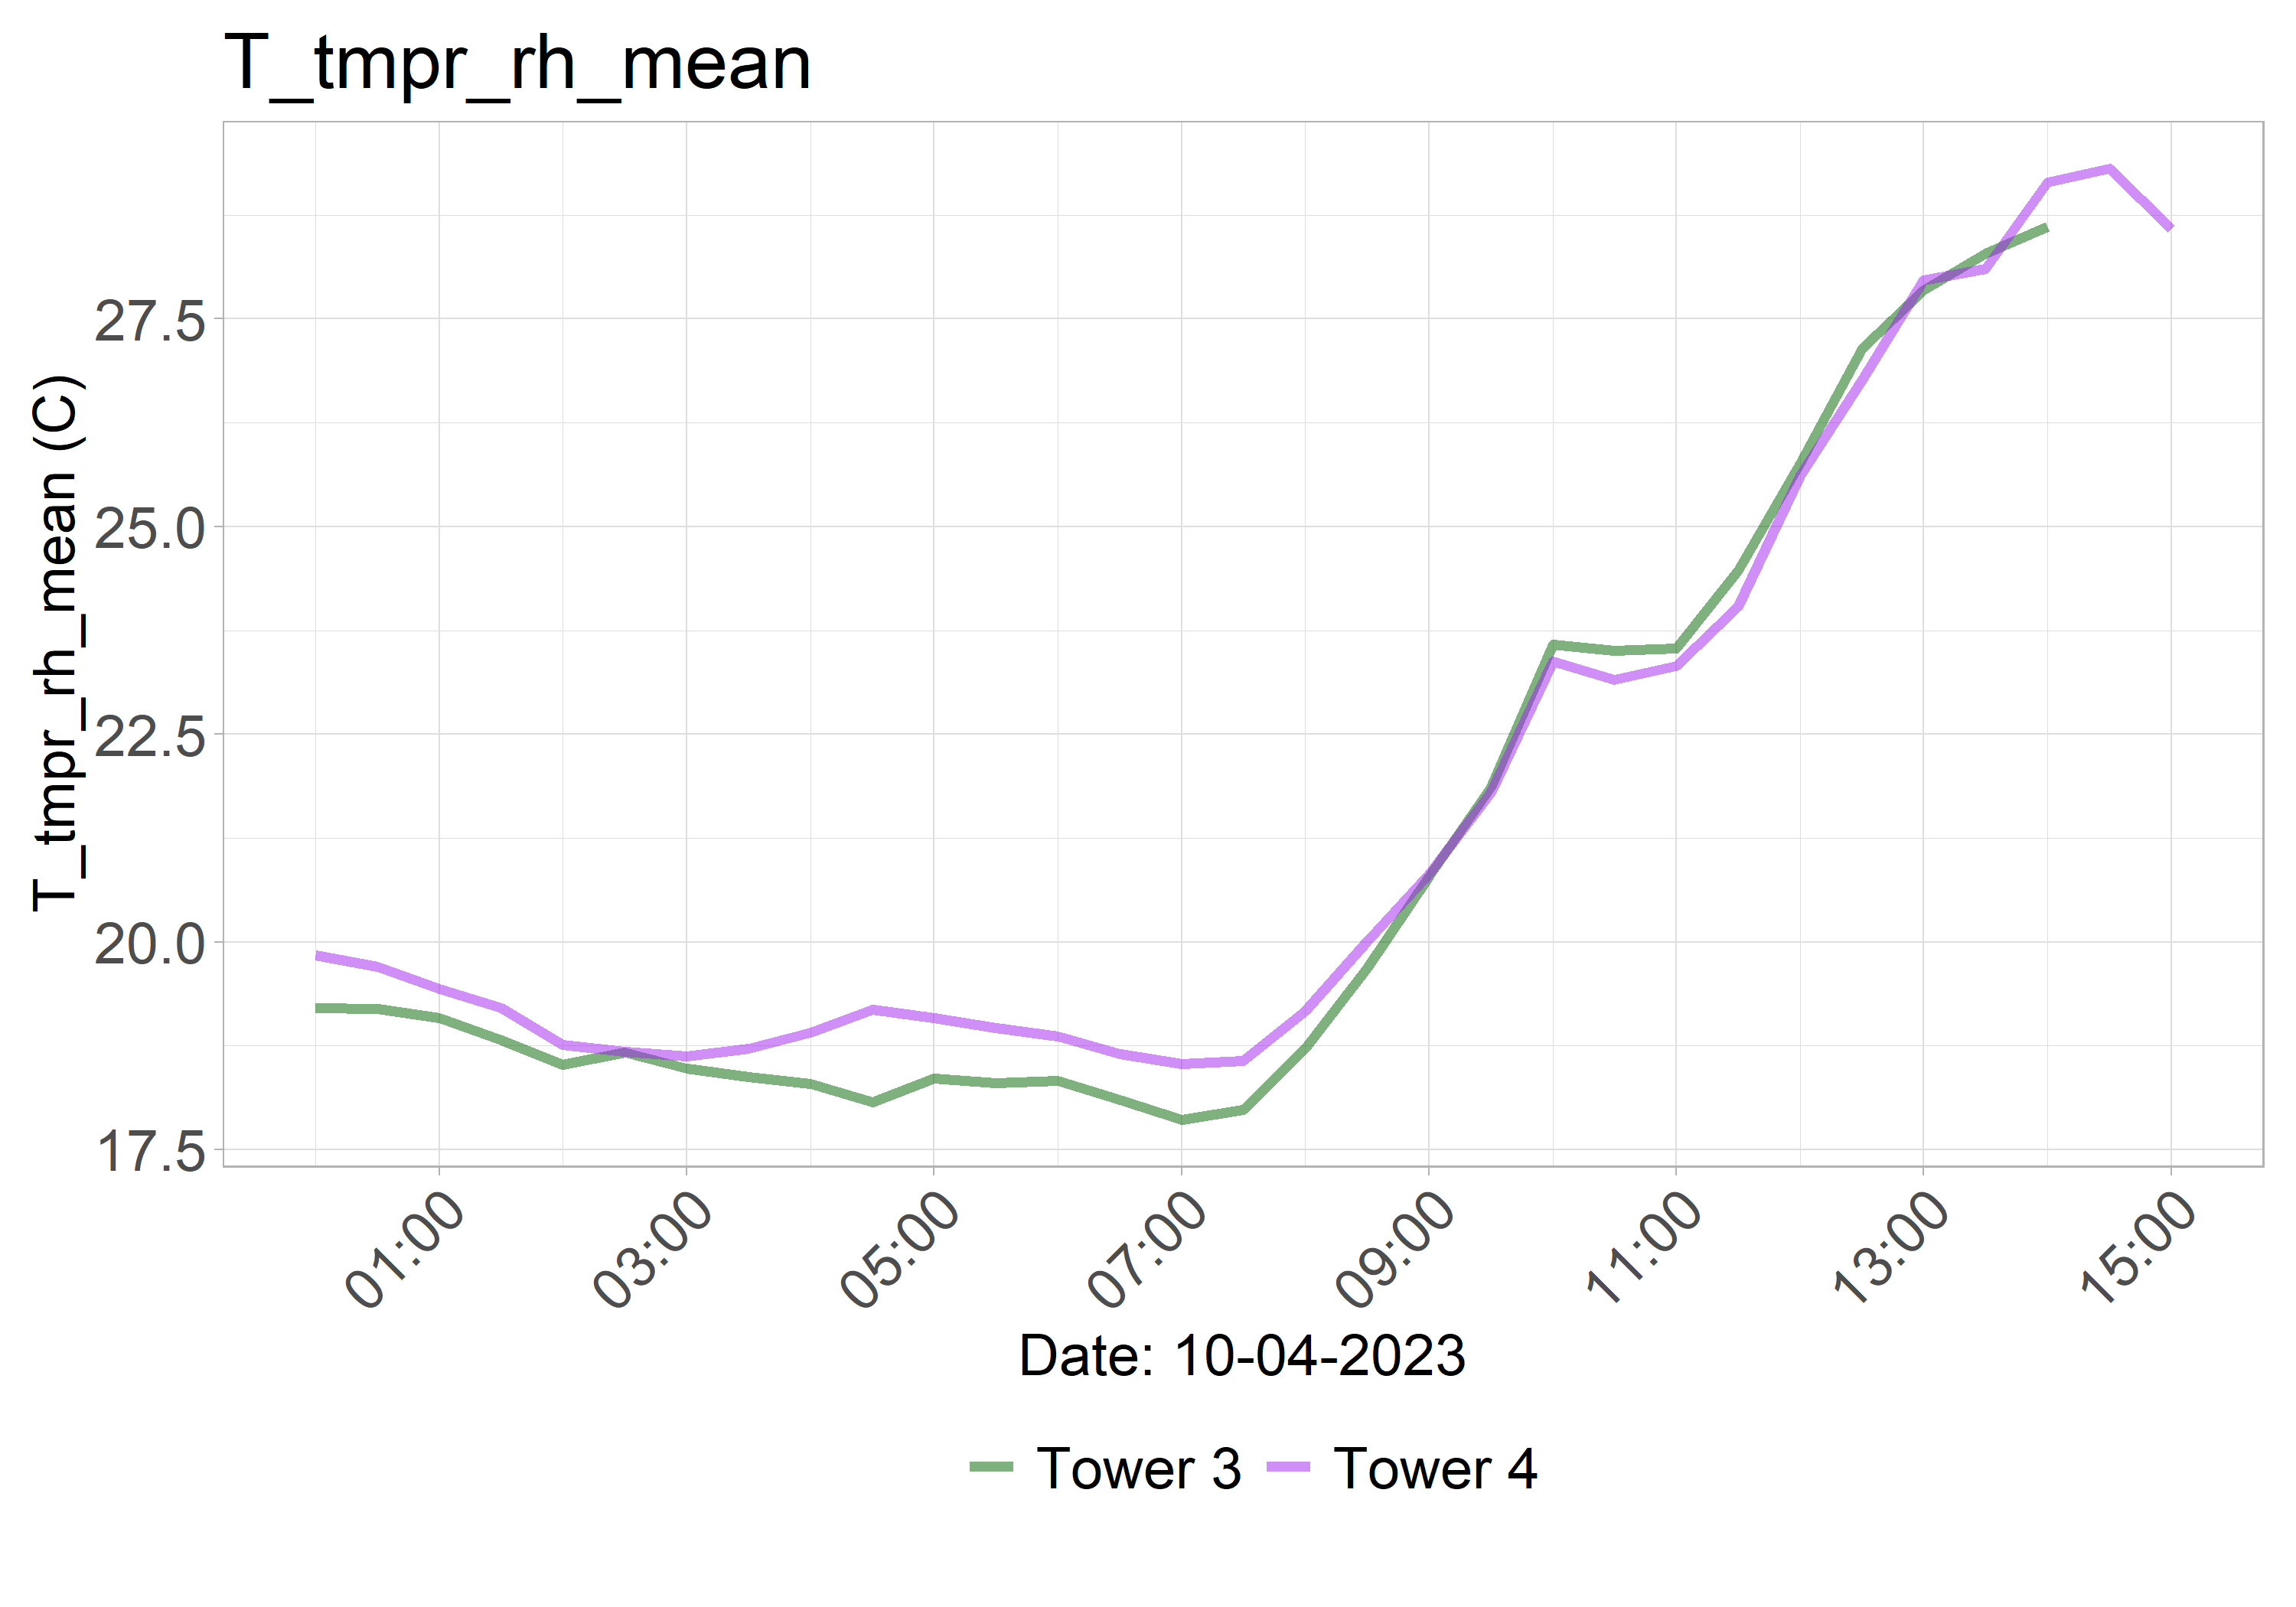 T_tmpr_rh_mean
T_tmpr_rh_mean (C)
27.5
25.0
22.5
20.0
17.5
01:00 03:00 05:00 07:00 09:00 11:00 13:00 15:00
Date: 10-04-2023
Tower 3 Tower 4